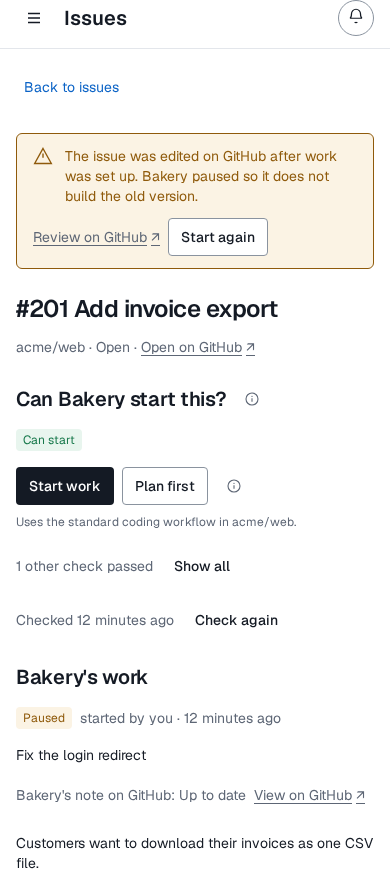 Issues
Back to issues
The issue was edited on GitHub after work
was set up. Bakery paused so it does not
build the old version.
Review on GitHub ↗ Start again
#201 Add invoice export
acme/web · Open · Open on GitHub ↗
Can Bakery start this?
Can start
Start work Plan first
Uses the standard coding workflow in acme/web.
1 other check passed Show all
Checked 12 minutes ago Check again
Bakery's work
Paused started by you · 12 minutes ago
Fix the login redirect
Bakery's note on GitHub: Up to date View on GitHub ↗
Customers want to download their invoices as one CSV
file.